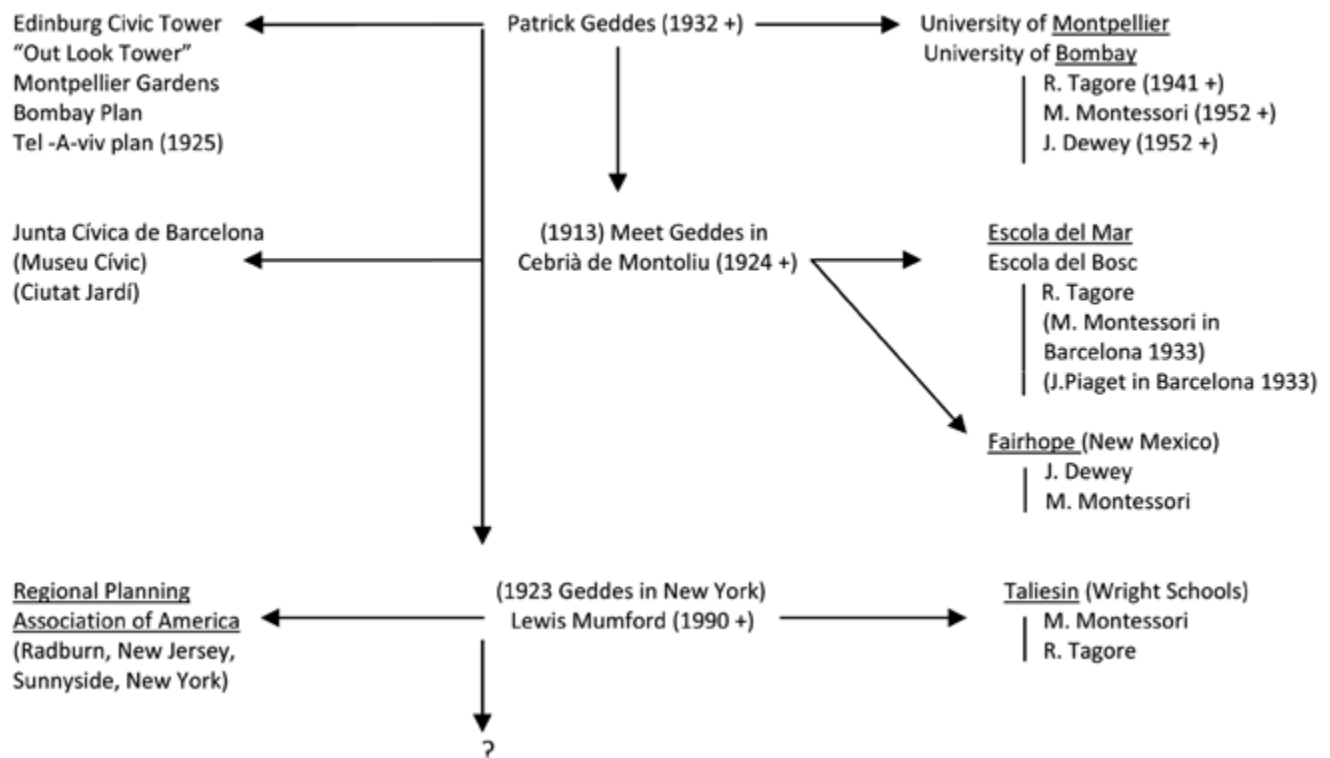 Edinburg Civic Tower
"Out Look Tower"
Montpellier Gardens
Bombay Plan
Tel -A-viv plan (1925)
Patrick Geddes (1932 +)
University of Montpellier
University of Bombay
R. Tagore (1941 +)
M. Montessori (1952 +)
J. Dewey (1952 +)
Junta Cívica de Barcelona
(Museu Cívic)
(Ciutat Jardí)
(1913) Meet Geddes in
Cebrià de Montoliu (1924 +)
Escola del Mar
Escola del Bosc
R. Tagore
(M. Montessori in
Barcelona 1933)
(J.Piaget in Barcelona 1933)
Fairhope (New Mexico)
J. Dewey
M. Montessori
Regional Planning
Association of America
(Radburn, New Jersey,
Sunnyside, New York)
(1923 Geddes in New York)
Lewis Mumford (1990 +)
Taliesin (Wright Schools)
M. Montessori
R. Tagore
?